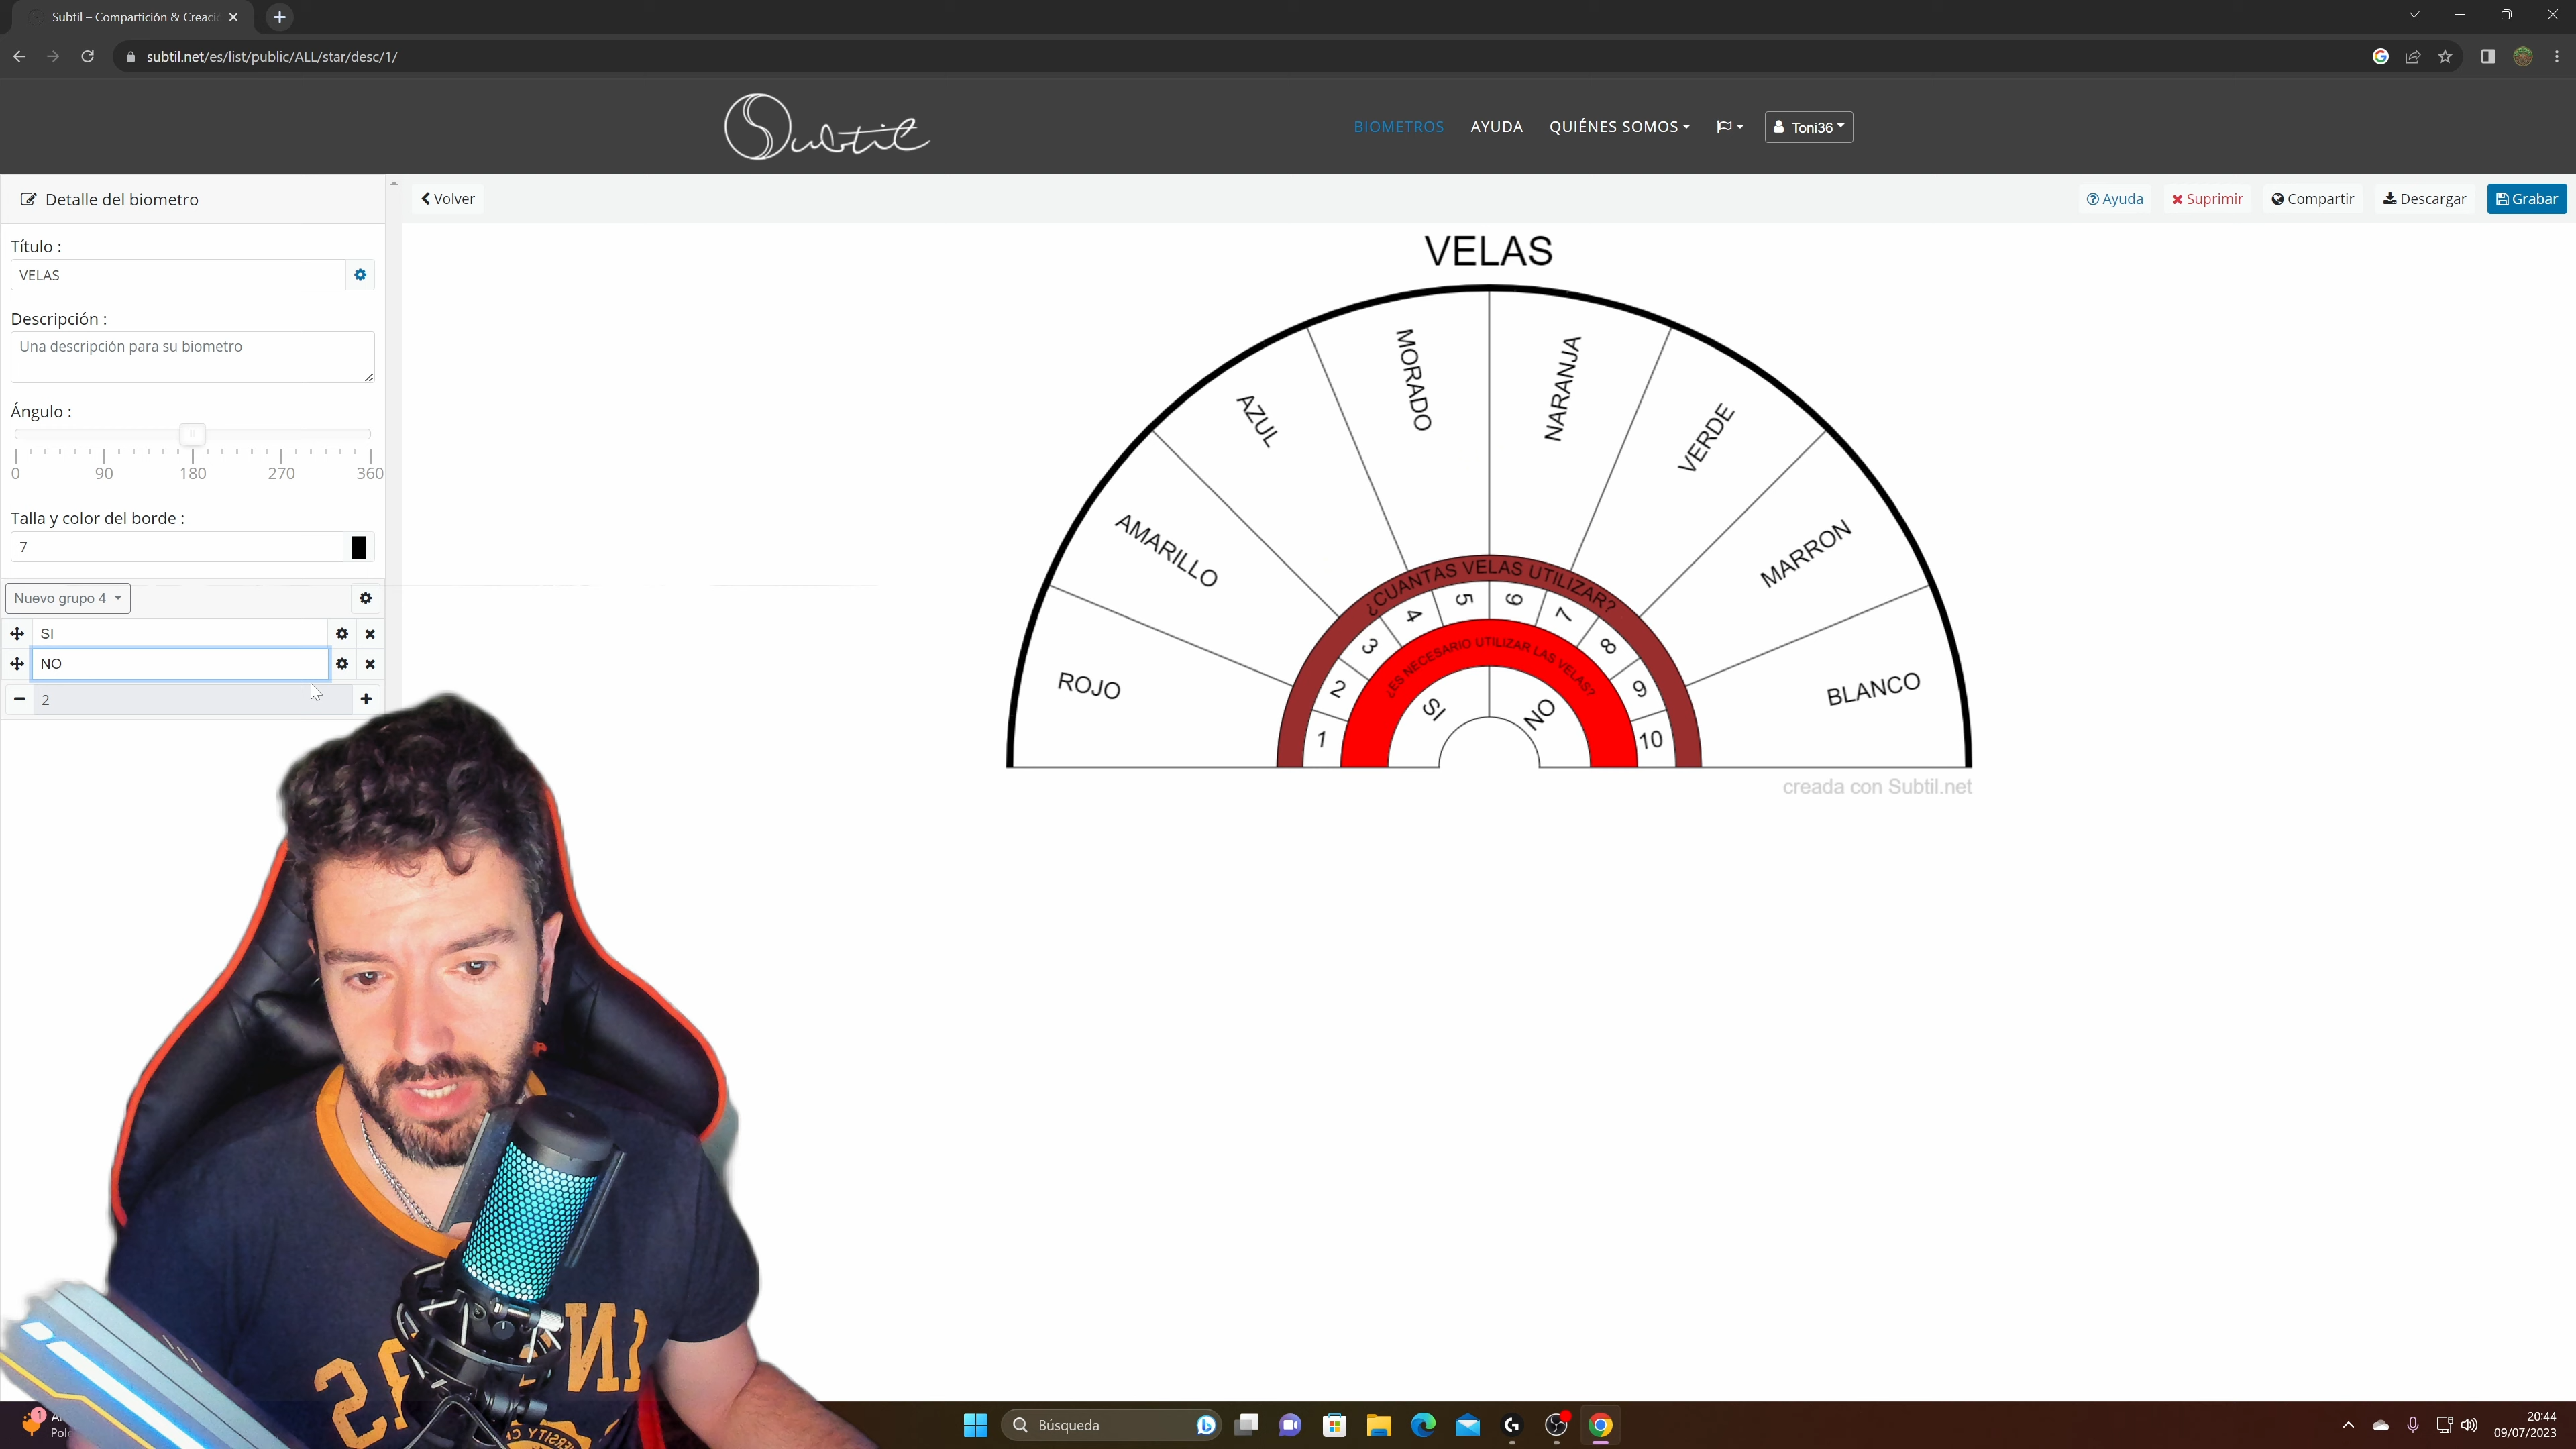 Subtil – Compartición & Creació
subtil.net/es/list/public/ALL/star/desc/1/
Subtil
BIOMETROS
AYUDA
QUIÉNES SOMOS
Toni36
Detalle del biometro
Volver
Ayuda
Suprimir
Compartir
Descargar
Grabar
Título :
VELAS
Descripción :
Una descripción para su biometro
Ángulo :
0 90 180 270 360
Talla y color del borde :
7
Nuevo grupo 4
SI
NO
2
VELAS
ROJO
AMARILLO
AZUL
MORADO
NARANJA
VERDE
MARRON
BLANCO
¿CUANTAS VELAS UTILIZAR?
1 2 3 4 5 6 7 8 9 10
¿ES NECESARIO UTILIZAR LAS VELAS?
SI NO
creada con Subtil.net
1
Búsqueda
20:44
09/07/2023